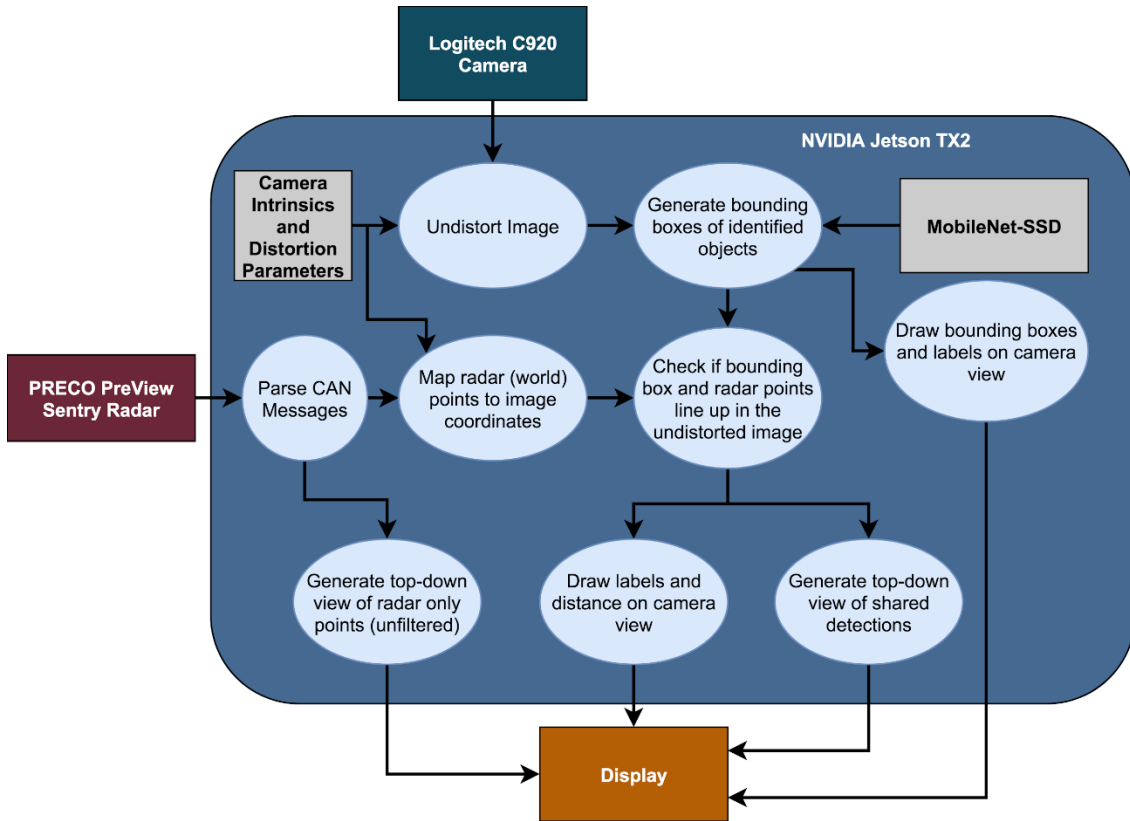 Logitech C920
Camera
NVIDIA Jetson TX2
Camera
Intrinsics
and
Distortion
Parameters
Undistort Image
Generate bounding
boxes of identified
objects
MobileNet-SSD
Draw bounding boxes
and labels on camera
view
PRECO PreView
Sentry Radar
Parse CAN
Messages
Map radar (world)
points to image
coordinates
Check if bounding
box and radar points
line up in the
undistorted image
Generate top-down
view of radar only
points (unfiltered)
Draw labels and
distance on camera
view
Generate top-down
view of shared
detections
Display